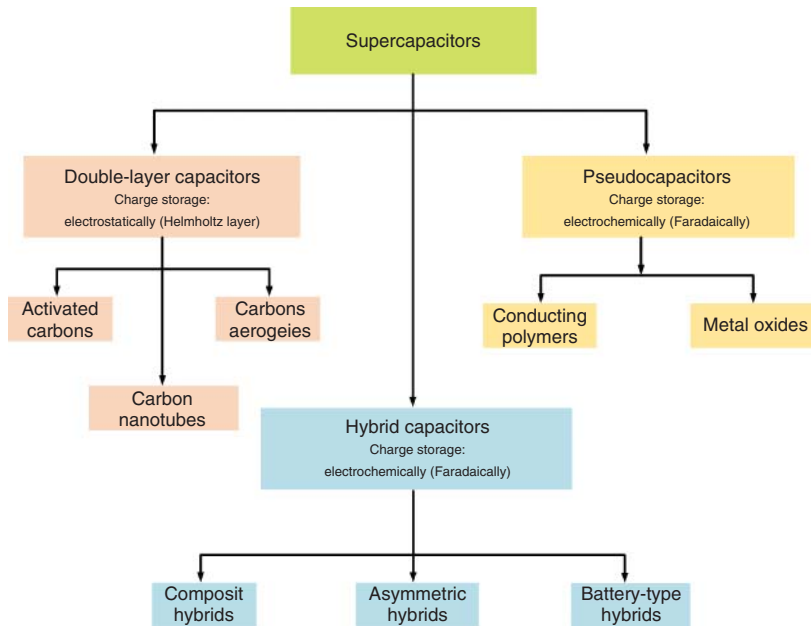 Supercapacitors
Double-layer capacitors
Charge storage:
electrostatically (Helmholtz layer)
Pseudocapacitors
Charge storage:
electrochemically (Faradaically)
Activated
carbons
Carbons
aerogeies
Conducting
polymers
Metal oxides
Carbon
nanotubes
Hybrid capacitors
Charge storage:
electrochemically (Faradaically)
Composit
hybrids
Asymmetric
hybrids
Battery-type
hybrids